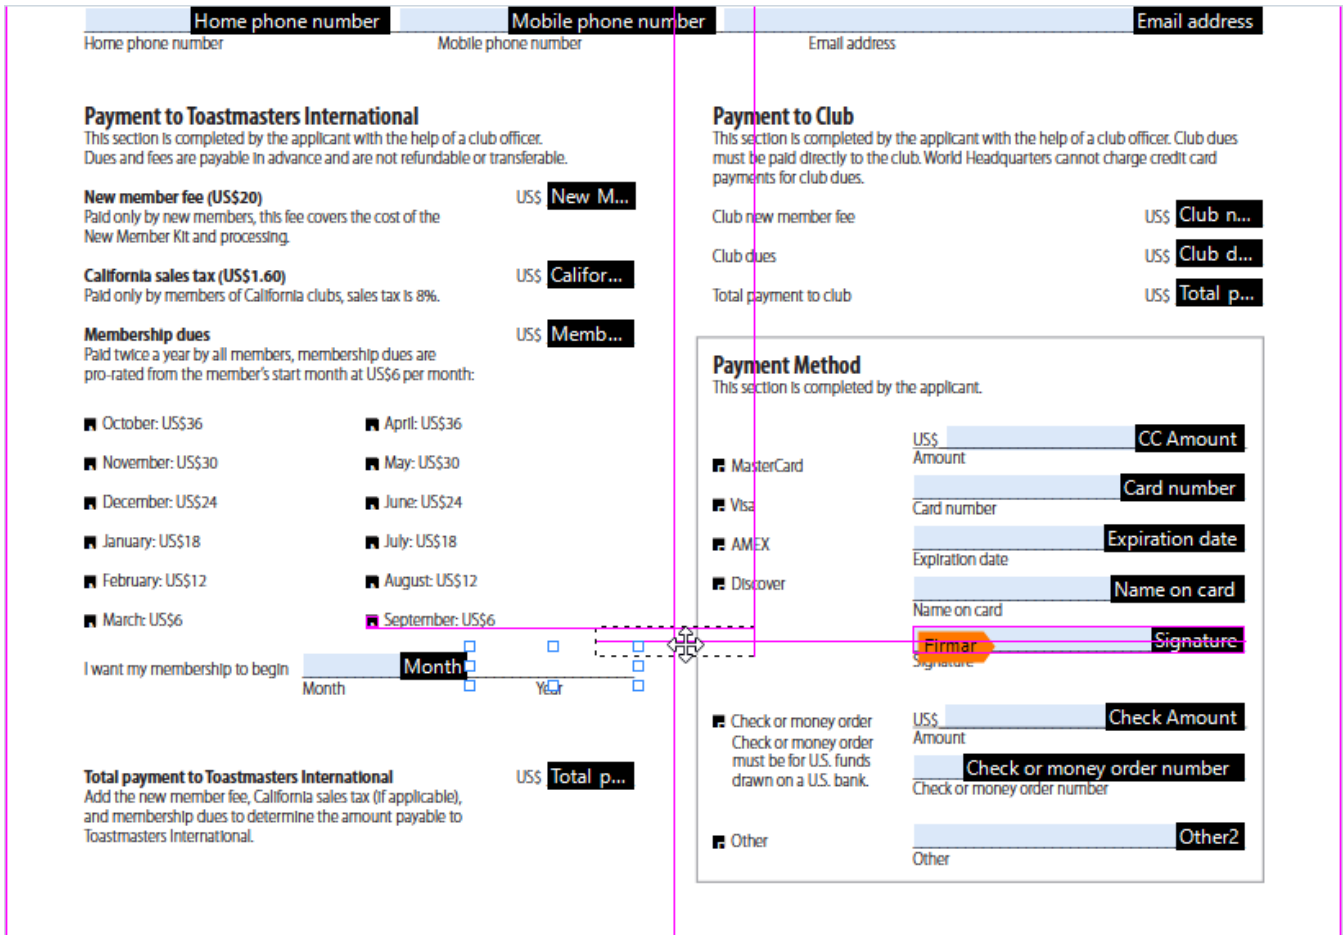 Home phone number Mobile phone number Email address
Home phone number Mobile phone number Email address
Payment to Toastmasters International
This section is completed by the applicant with the help of a club officer.
Dues and fees are payable in advance and are not refundable or transferable.
New member fee (US$20) US$ New M...
Paid only by new members, this fee covers the cost of the
New Member Kit and processing.
California sales tax (US$1.60) US$ Califor...
Paid only by members of California clubs, sales tax is 8%.
Membership dues US$ Memb...
Paid twice a year by all members, membership dues are
pro-rated from the member's start month at US$6 per month:
October: US$36 April: US$36
November: US$30 May: US$30
December: US$24 June: US$24
January: US$18 July: US$18
February: US$12 August: US$12
March: US$6 September: US$6
I want my membership to begin Month
Month Year
Total payment to Toastmasters International US$ Total p...
Add the new member fee, California sales tax (if applicable),
and membership dues to determine the amount payable to
Toastmasters International.
Payment to Club
This section is completed by the applicant with the help of a club officer. Club dues
must be paid directly to the club. World Headquarters cannot charge credit card
payments for club dues.
Club new member fee US$ Club n...
Club dues US$ Club d...
Total payment to club US$ Total p...
Payment Method
This section is completed by the applicant.
US$ CC Amount
Amount
MasterCard
Card number
Visa Card number
AMEX Expiration date
Expiration date
Discover Name on card
Name on card
Firmar Signature
Signature
Check or money order US$ Check Amount
Check or money order Amount
must be for U.S. funds Check or money order number
drawn on a U.S. bank. Check or money order number
Other Other2
Other